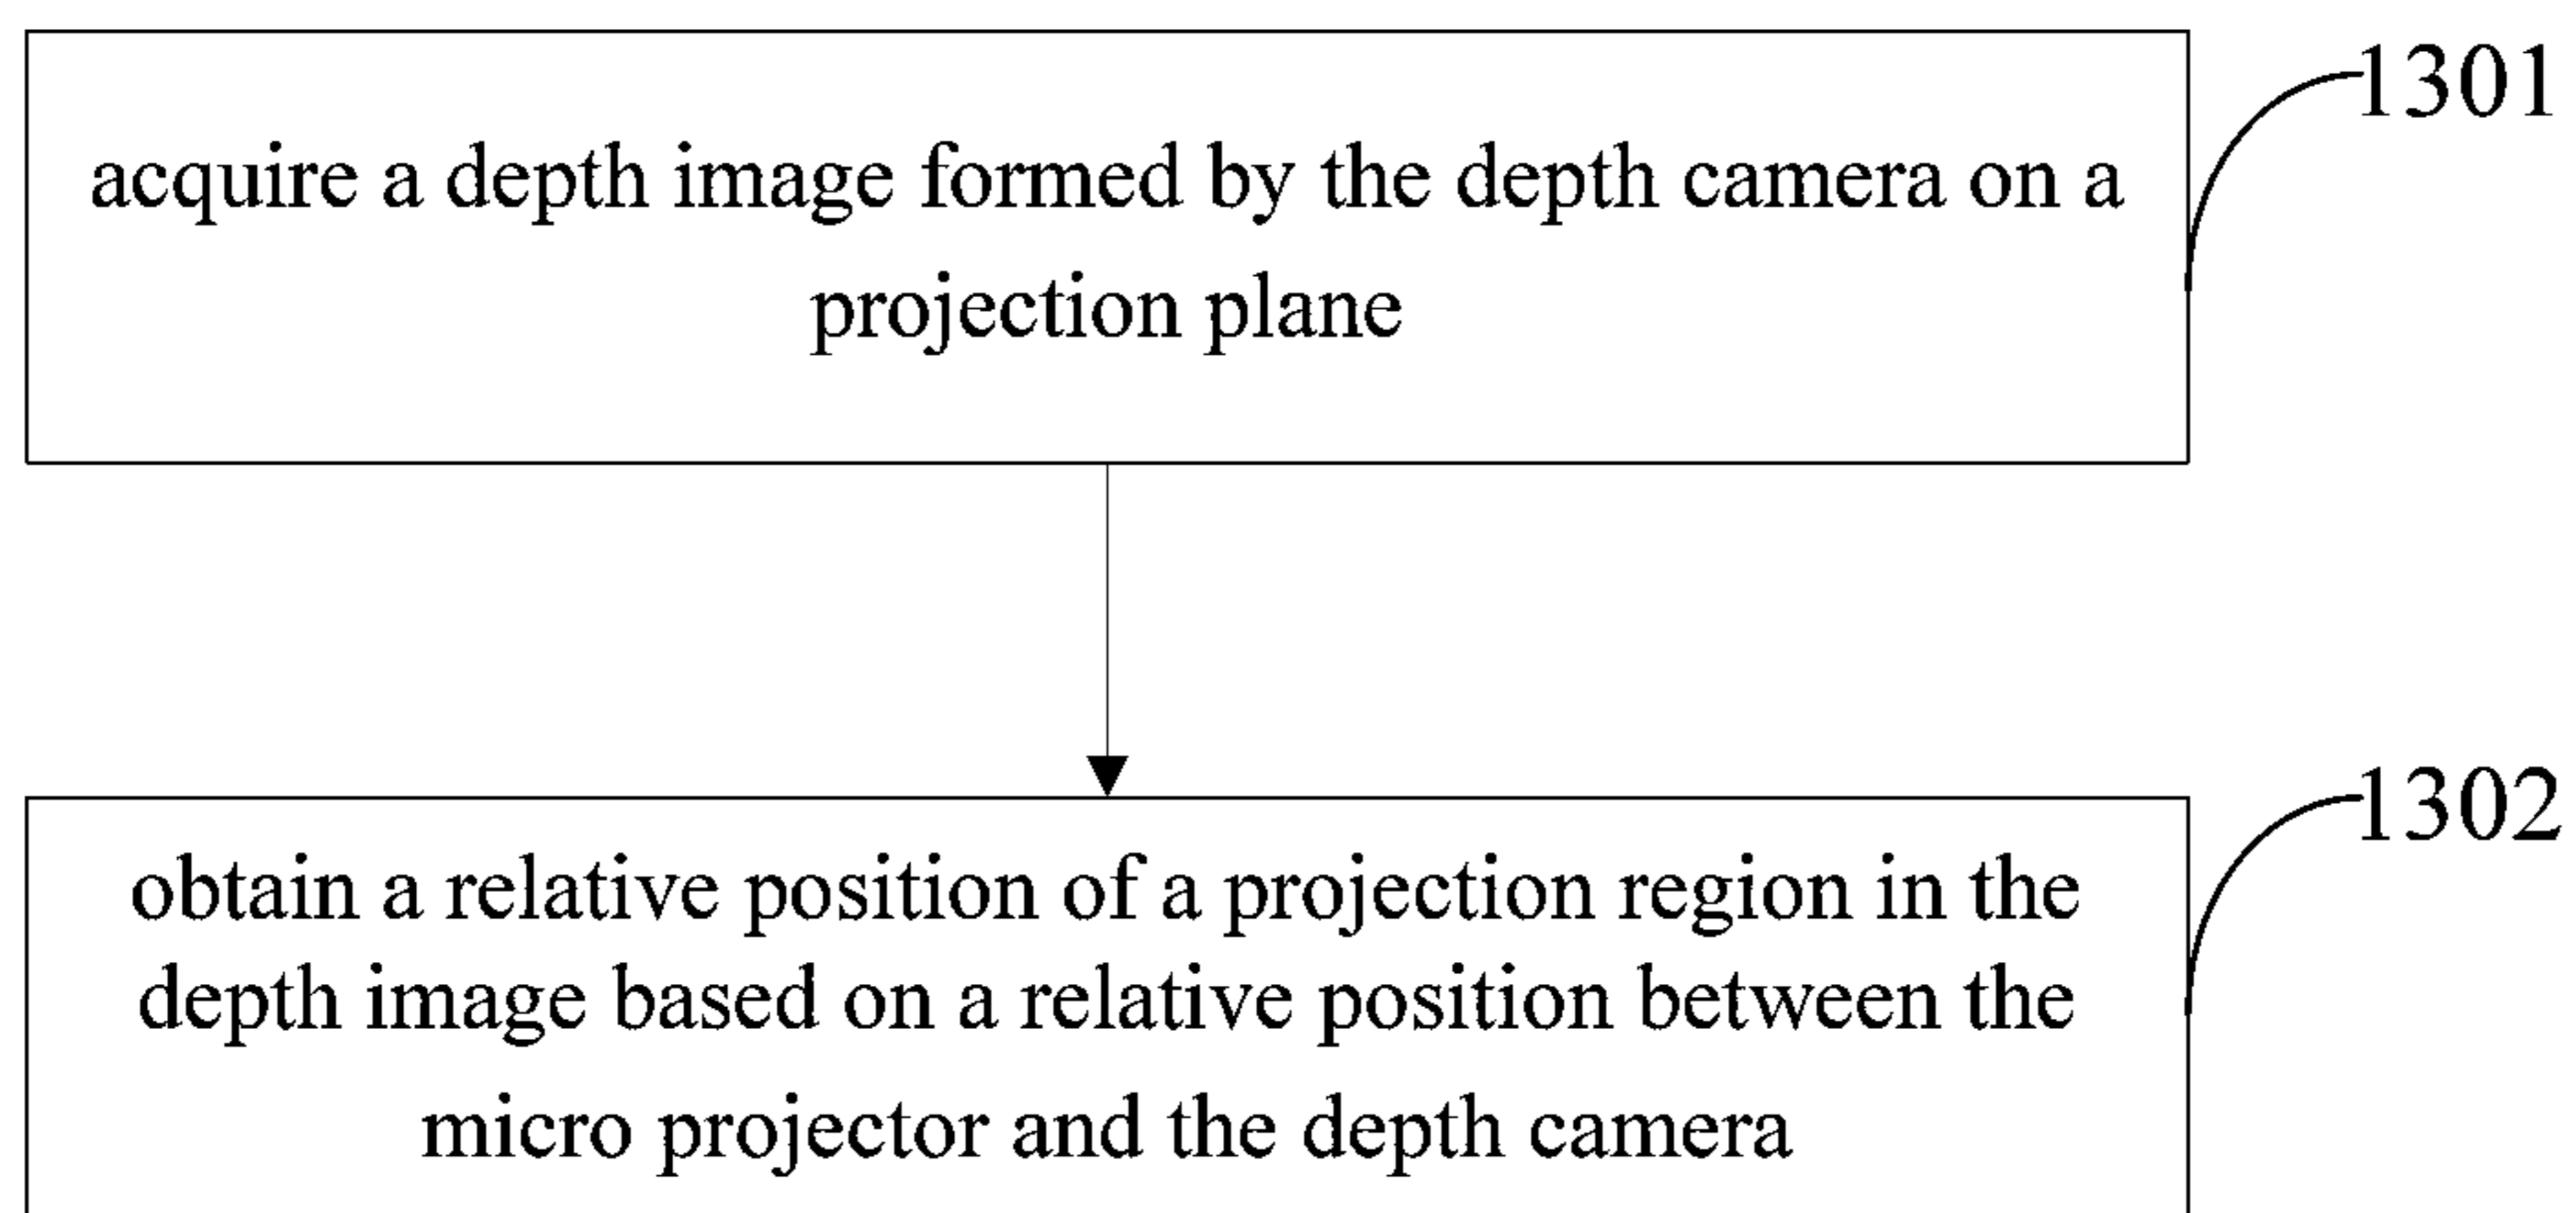 1301
acquire a depth image formed by the depth camera on a
projection plane
1302
obtain a relative position of a projection region in the
depth image based on a relative position between the
micro projector and the depth camera